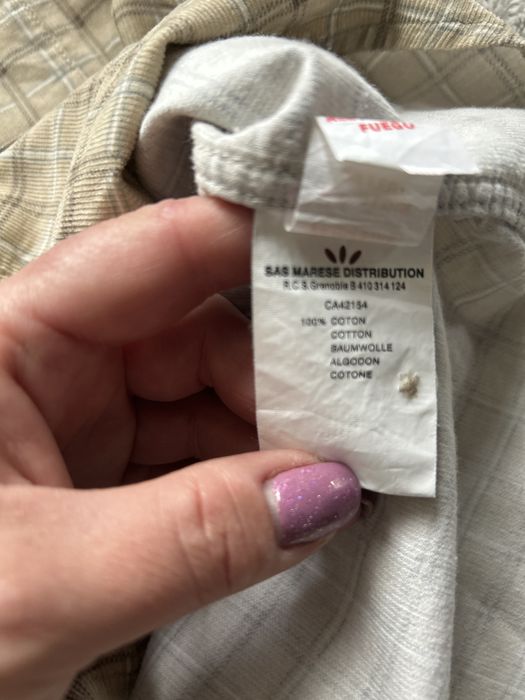 FUEGO
SAS MARESE DISTRIBUTION
R.C.S. Grenoble B 410 314 124
CA42154
100% COTON
COTTON
BAUMWOLLE
ALGODON
COTONE